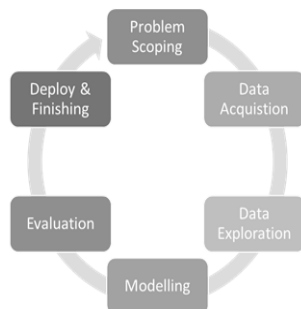 Problem
Scoping
Data
Acquistion
Data
Exploration
Modelling
Evaluation
Deploy &
Finishing